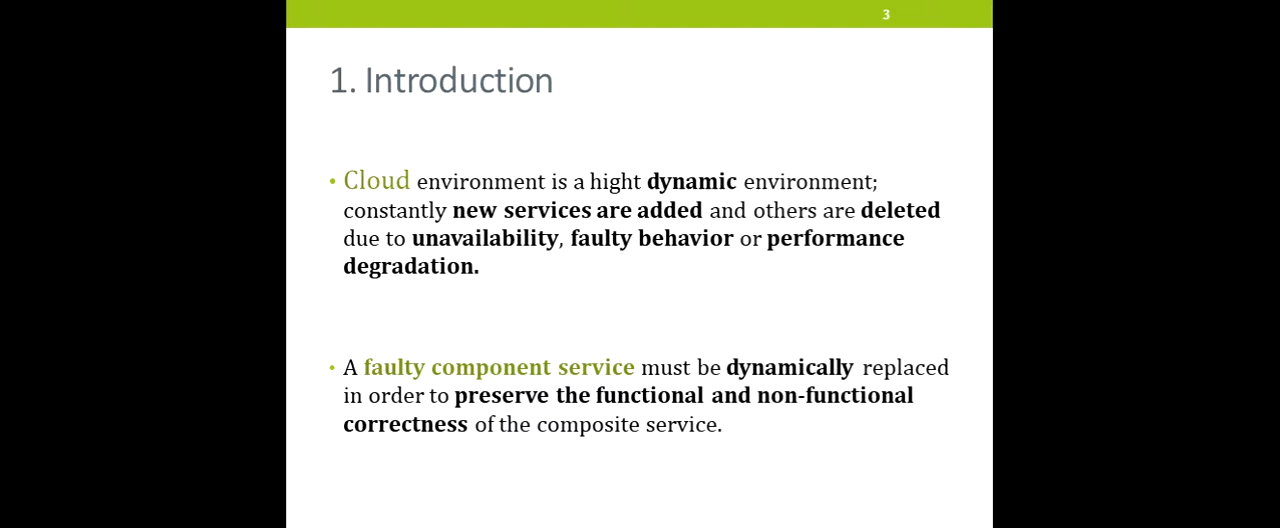 3
1. Introduction
• Cloud environment is a hight dynamic environment;
constantly new services are added and others are deleted
due to unavailability, faulty behavior or performance
degradation.
• A faulty component service must be dynamically replaced
in order to preserve the functional and non-functional
correctness of the composite service.